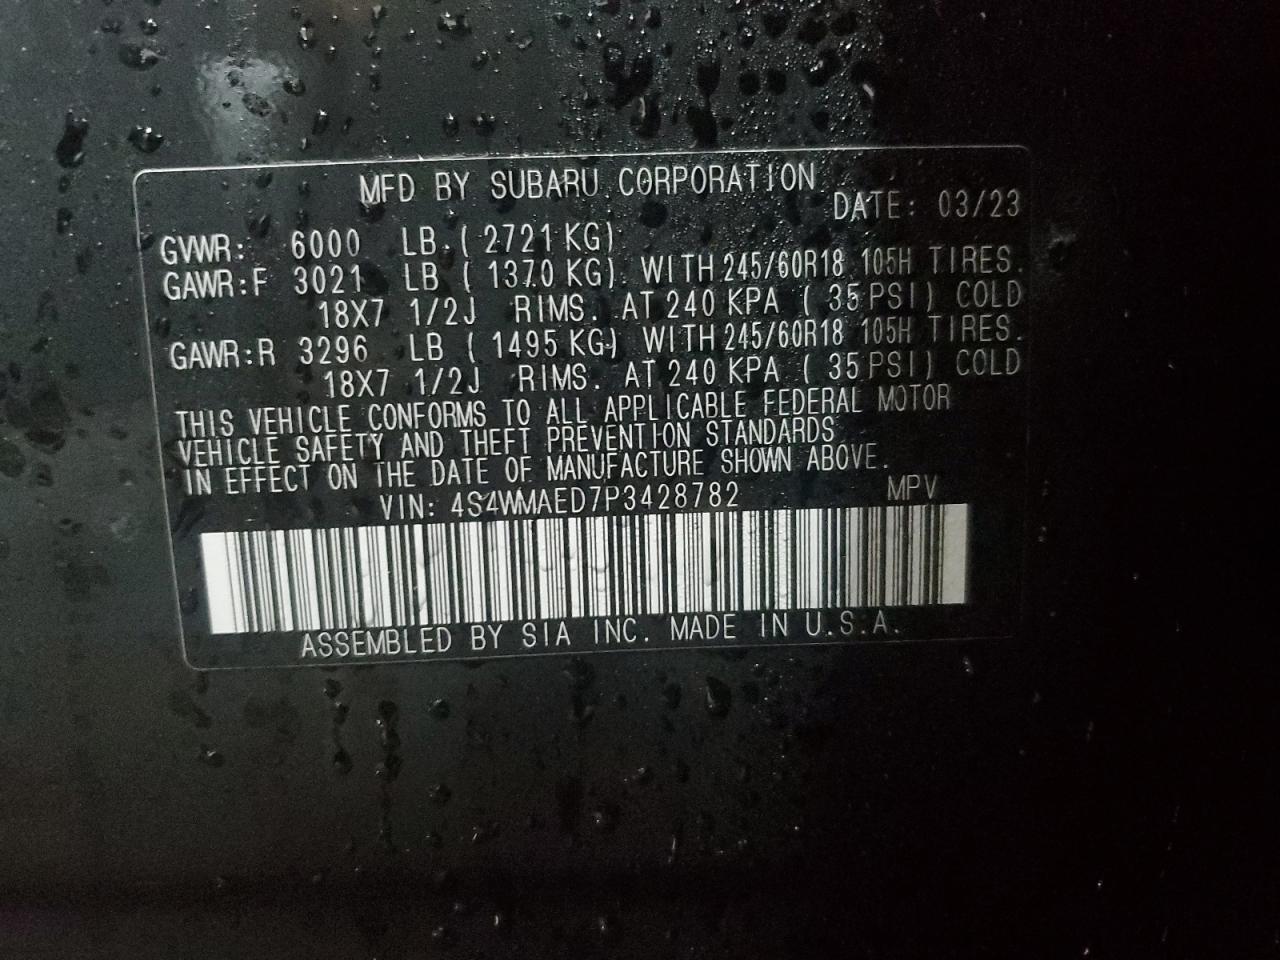 MFD BY SUBARU CORPORATION
DATE: 03/23
GVWR: 6000 LB ( 2721 KG)
GAWR:F 3021 LB ( 1370 KG) WITH 245/60R18 105H TIRES.
18X7 1/2J RIMS. AT 240 KPA ( 35 PSI) COLD
GAWR:R 3296 LB ( 1495 KG) WITH 245/60R18 105H TIRES.
18X7 1/2J RIMS. AT 240 KPA ( 35 PSI) COLD
THIS VEHICLE CONFORMS TO ALL APPLICABLE FEDERAL MOTOR
VEHICLE SAFETY AND THEFT PREVENTION STANDARDS
IN EFFECT ON THE DATE OF MANUFACTURE SHOWN ABOVE.
VIN: 4S4WMAED7P3428782 MPV
ASSEMBLED BY SIA INC. MADE IN U.S.A.